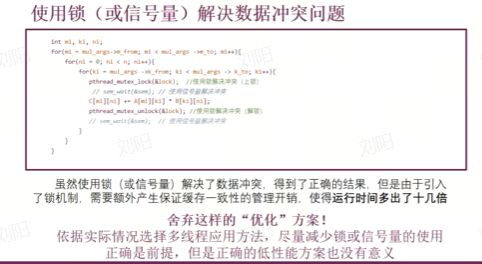 使用锁（或信号量）解决数据冲突问题
int mi, ki, ni;
for(mi = mul_args->m_from; mi < mul_args ->m_to; mi++){
for(ni = 0; ni < n; ni++){
for(ki = mul_args ->k_from; ki < mul_args -> k_to; ki++){
pthread_mutex_lock(&lock); //使用锁解决冲突（上锁）
// sem_wait(&sem); // 使用信号量解决冲突
C[mi][ni] += A[mi][ki] * B[ki][ni];
pthread_mutex_unlock(&lock); //使用锁解决冲突（解锁）
// sem_wait(&sem); // 使用信号量解决冲突
}
}
}
虽然使用锁（或信号量）解决了数据冲突，得到了正确的结果，但是由于引入
了锁机制，需要额外产生保证缓存一致性的管理开销，使得运行时间多出了十几倍
舍弃这样的“优化”方案！
依据实际情况选择多线程应用方法，尽量减少锁或信号量的使用
正确是前提，但是正确的低性能方案也没有意义
刘阳
刘阳
刘阳
刘阳